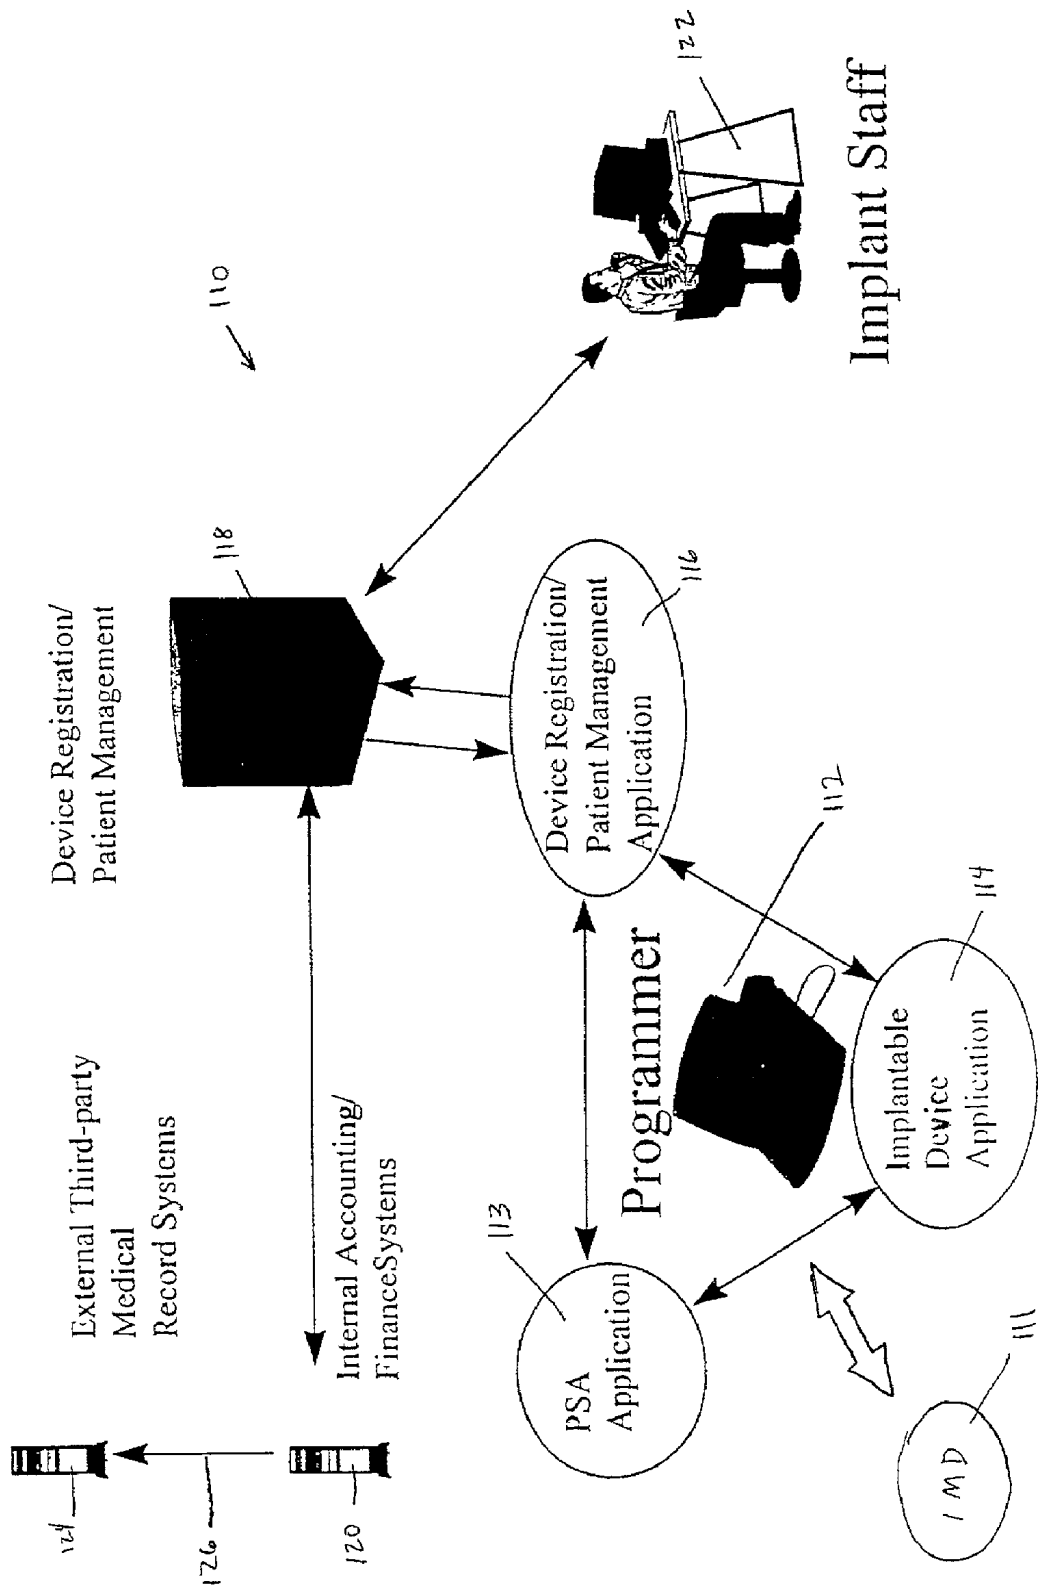 124
126
120
External Third-party
Medical
Record Systems
Internal Accounting/
FinanceSystems
Device Registration/
Patient Management
118
110
122
Implant Staff
113
PSA
Application
Programmer
112
Device Registration/
Patient Management
Application
116
Implantable
Device
Application
114
IMD
111